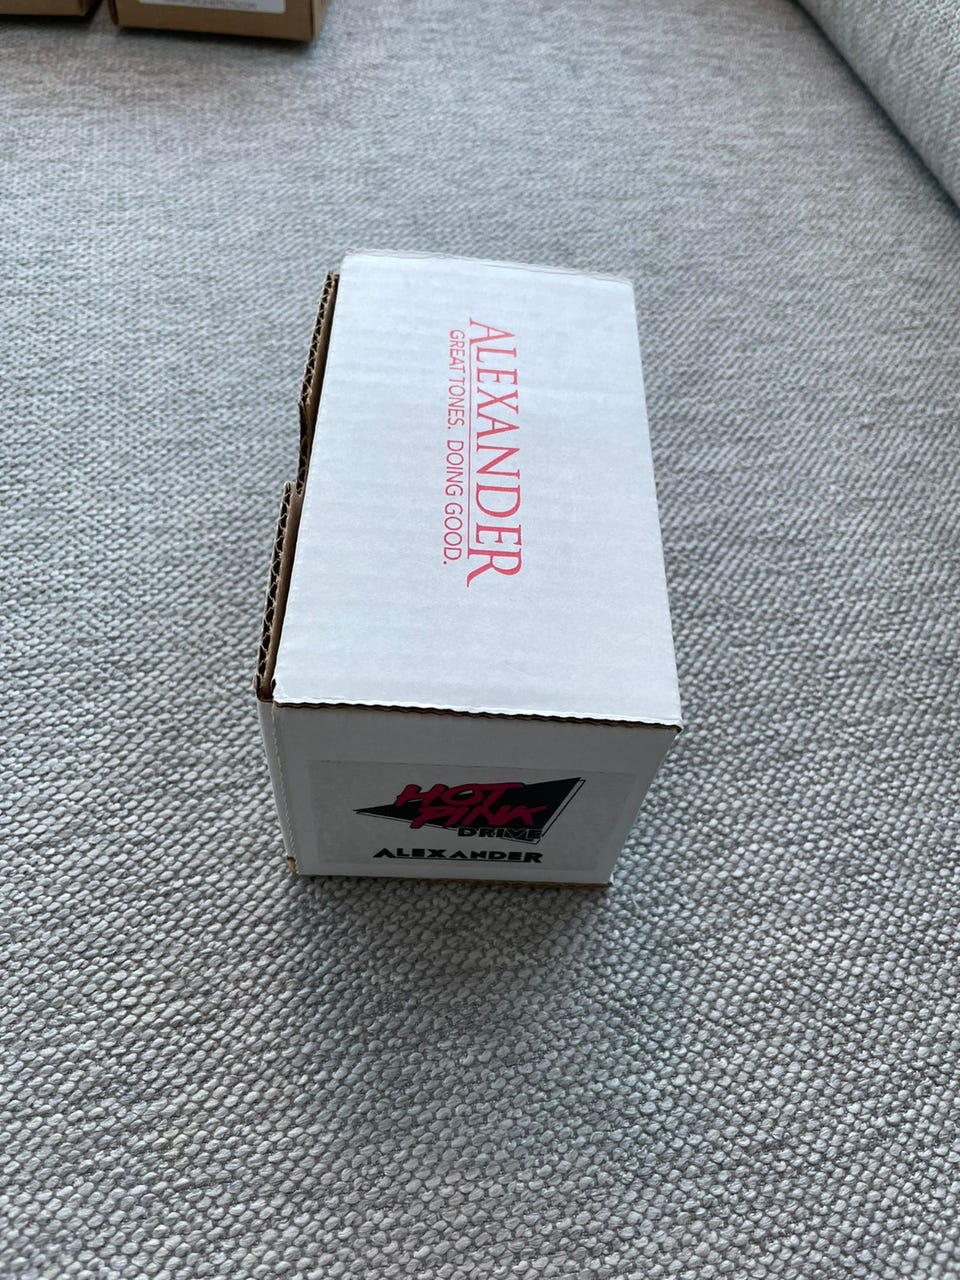 ALEXANDER
GREAT TONES. DOING GOOD.
HOT
PINK
DRIVE
ALEXANDER